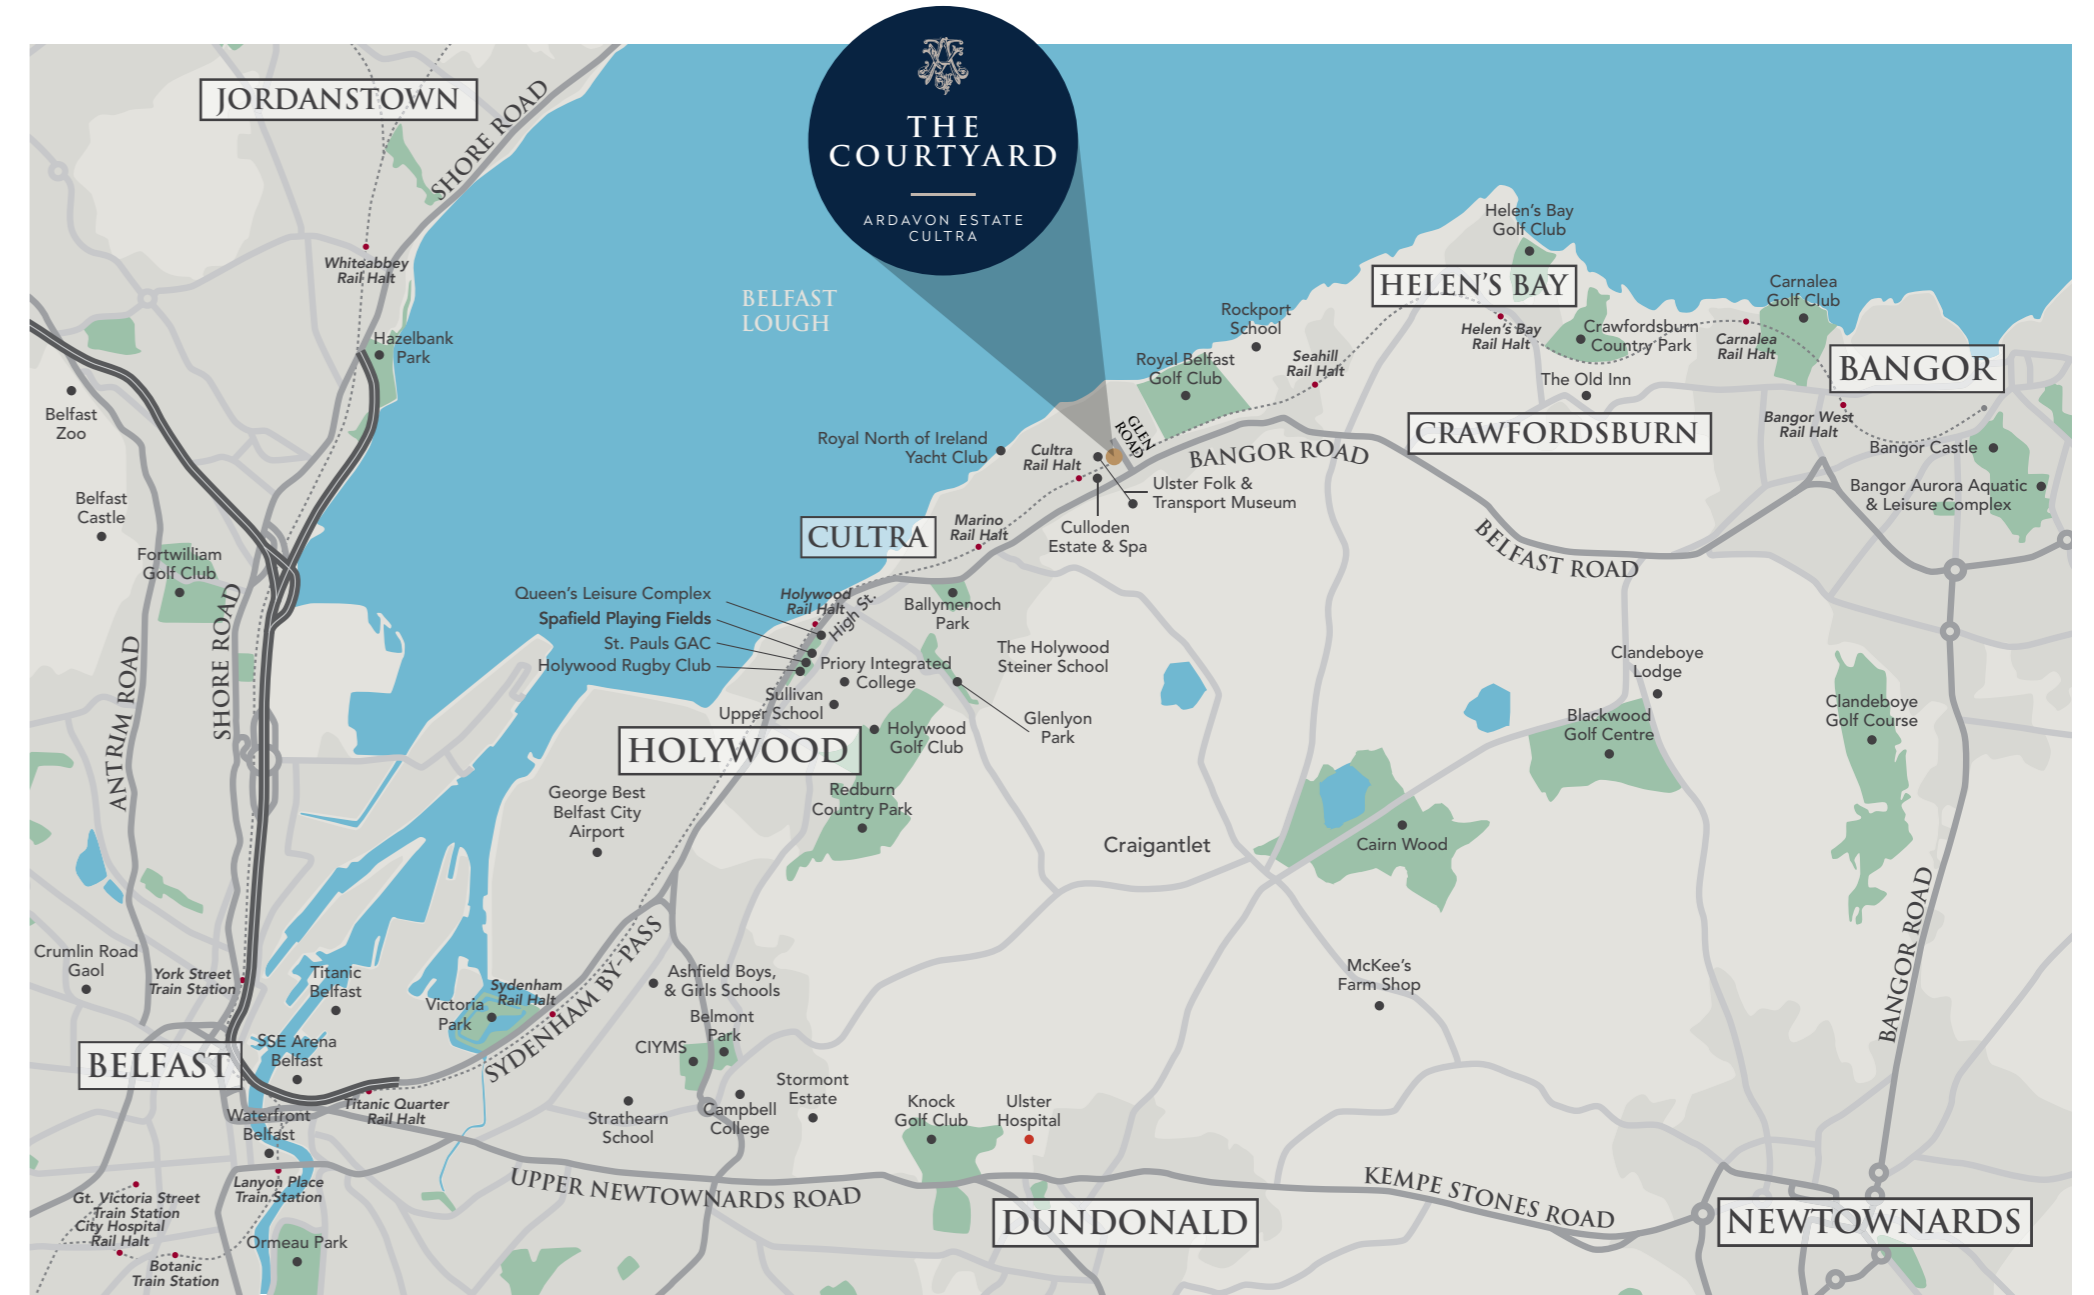 THE
COURTYARD
ARDAVON ESTATE
CULTRA
JORDANSTOWN
SHORE ROAD
Whiteabbey
Rail Halt
BELFAST
LOUGH
Hazelbank
Park
Belfast
Zoo
Belfast
Castle
Fortwilliam
Golf Club
ANTRIM ROAD
SHORE ROAD
Helen's Bay
Golf Club
HELEN'S BAY
Helen's Bay
Rail Halt
Crawfordsburn
Country Park
The Old Inn
CRAWFORDSBURN
Carnalea
Golf Club
Carnalea
Rail Halt
BANGOR
Bangor West
Rail Halt
Bangor Castle
Bangor Aurora Aquatic
& Leisure Complex
Rockport
School
Seahill
Rail Halt
Royal Belfast
Golf Club
GLEN
ROAD
BANGOR ROAD
BELFAST ROAD
Royal North of Ireland
Yacht Club
Cultra
Rail Halt
Ulster Folk &
Transport Museum
Culloden
Estate & Spa
CULTRA
Marino
Rail Halt
Queen's Leisure Complex
Spafield Playing Fields
St. Pauls GAC
Holywood Rugby Club
Holywood
Rail Halt
High St.
Ballymenoch
Park
The Holywood
Steiner School
Priory Integrated
College
Sullivan
Upper School
Glenlyon
Park
HOLYWOOD
Holywood
Golf Club
Redburn
Country Park
George Best
Belfast City
Airport
Craigantlet
Cairn Wood
Clandeboye
Lodge
Blackwood
Golf Centre
Clandeboye
Golf Course
BANGOR ROAD
McKee's
Farm Shop
Crumlin Road
Gaol
York Street
Train Station
Titanic
Belfast
Victoria
Park
Sydenham
Rail Halt
SYDENHAM BY-PASS
Ashfield Boys,
& Girls Schools
Belmont
Park
CIYMS
BELFAST
SSE Arena
Belfast
Titanic Quarter
Rail Halt
Waterfront
Belfast
Strathearn
School
Campbell
College
Stormont
Estate
Knock
Golf Club
Ulster
Hospital
Lanyon Place
Train Station
Gt. Victoria Street
Train Station
City Hospital
Rail Halt
Botanic
Train Station
Ormeau Park
UPPER NEWTOWNARDS ROAD
DUNDONALD
KEMPE STONES ROAD
NEWTOWNARDS